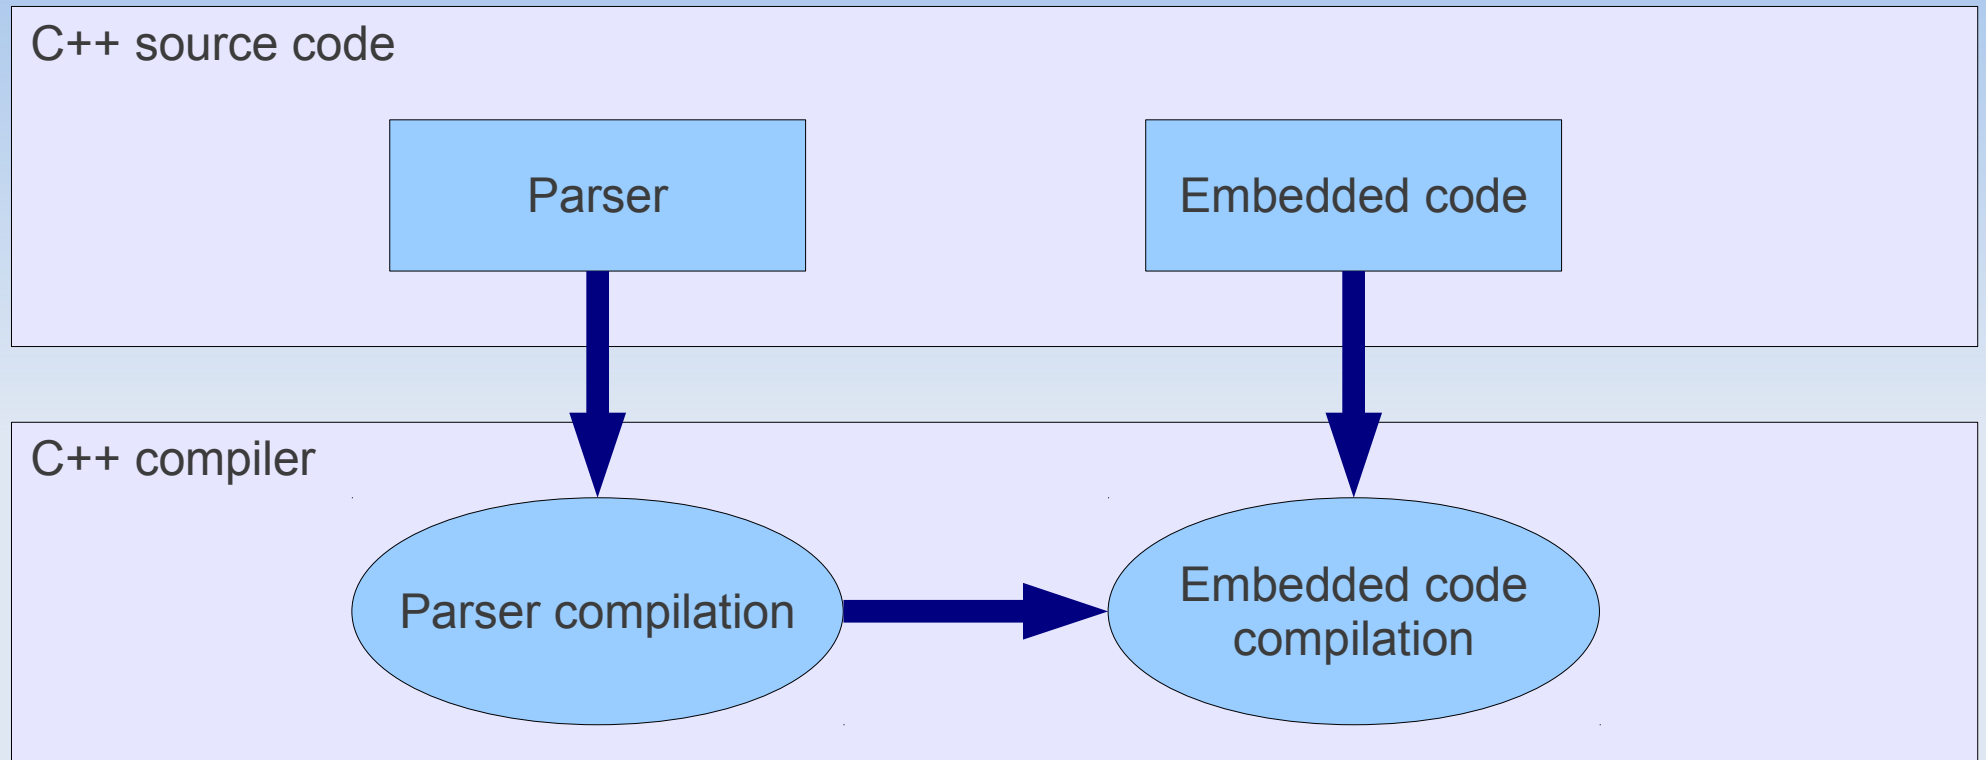 C++ source code
Parser
Embedded code
C++ compiler
Parser compilation
Embedded code
compilation